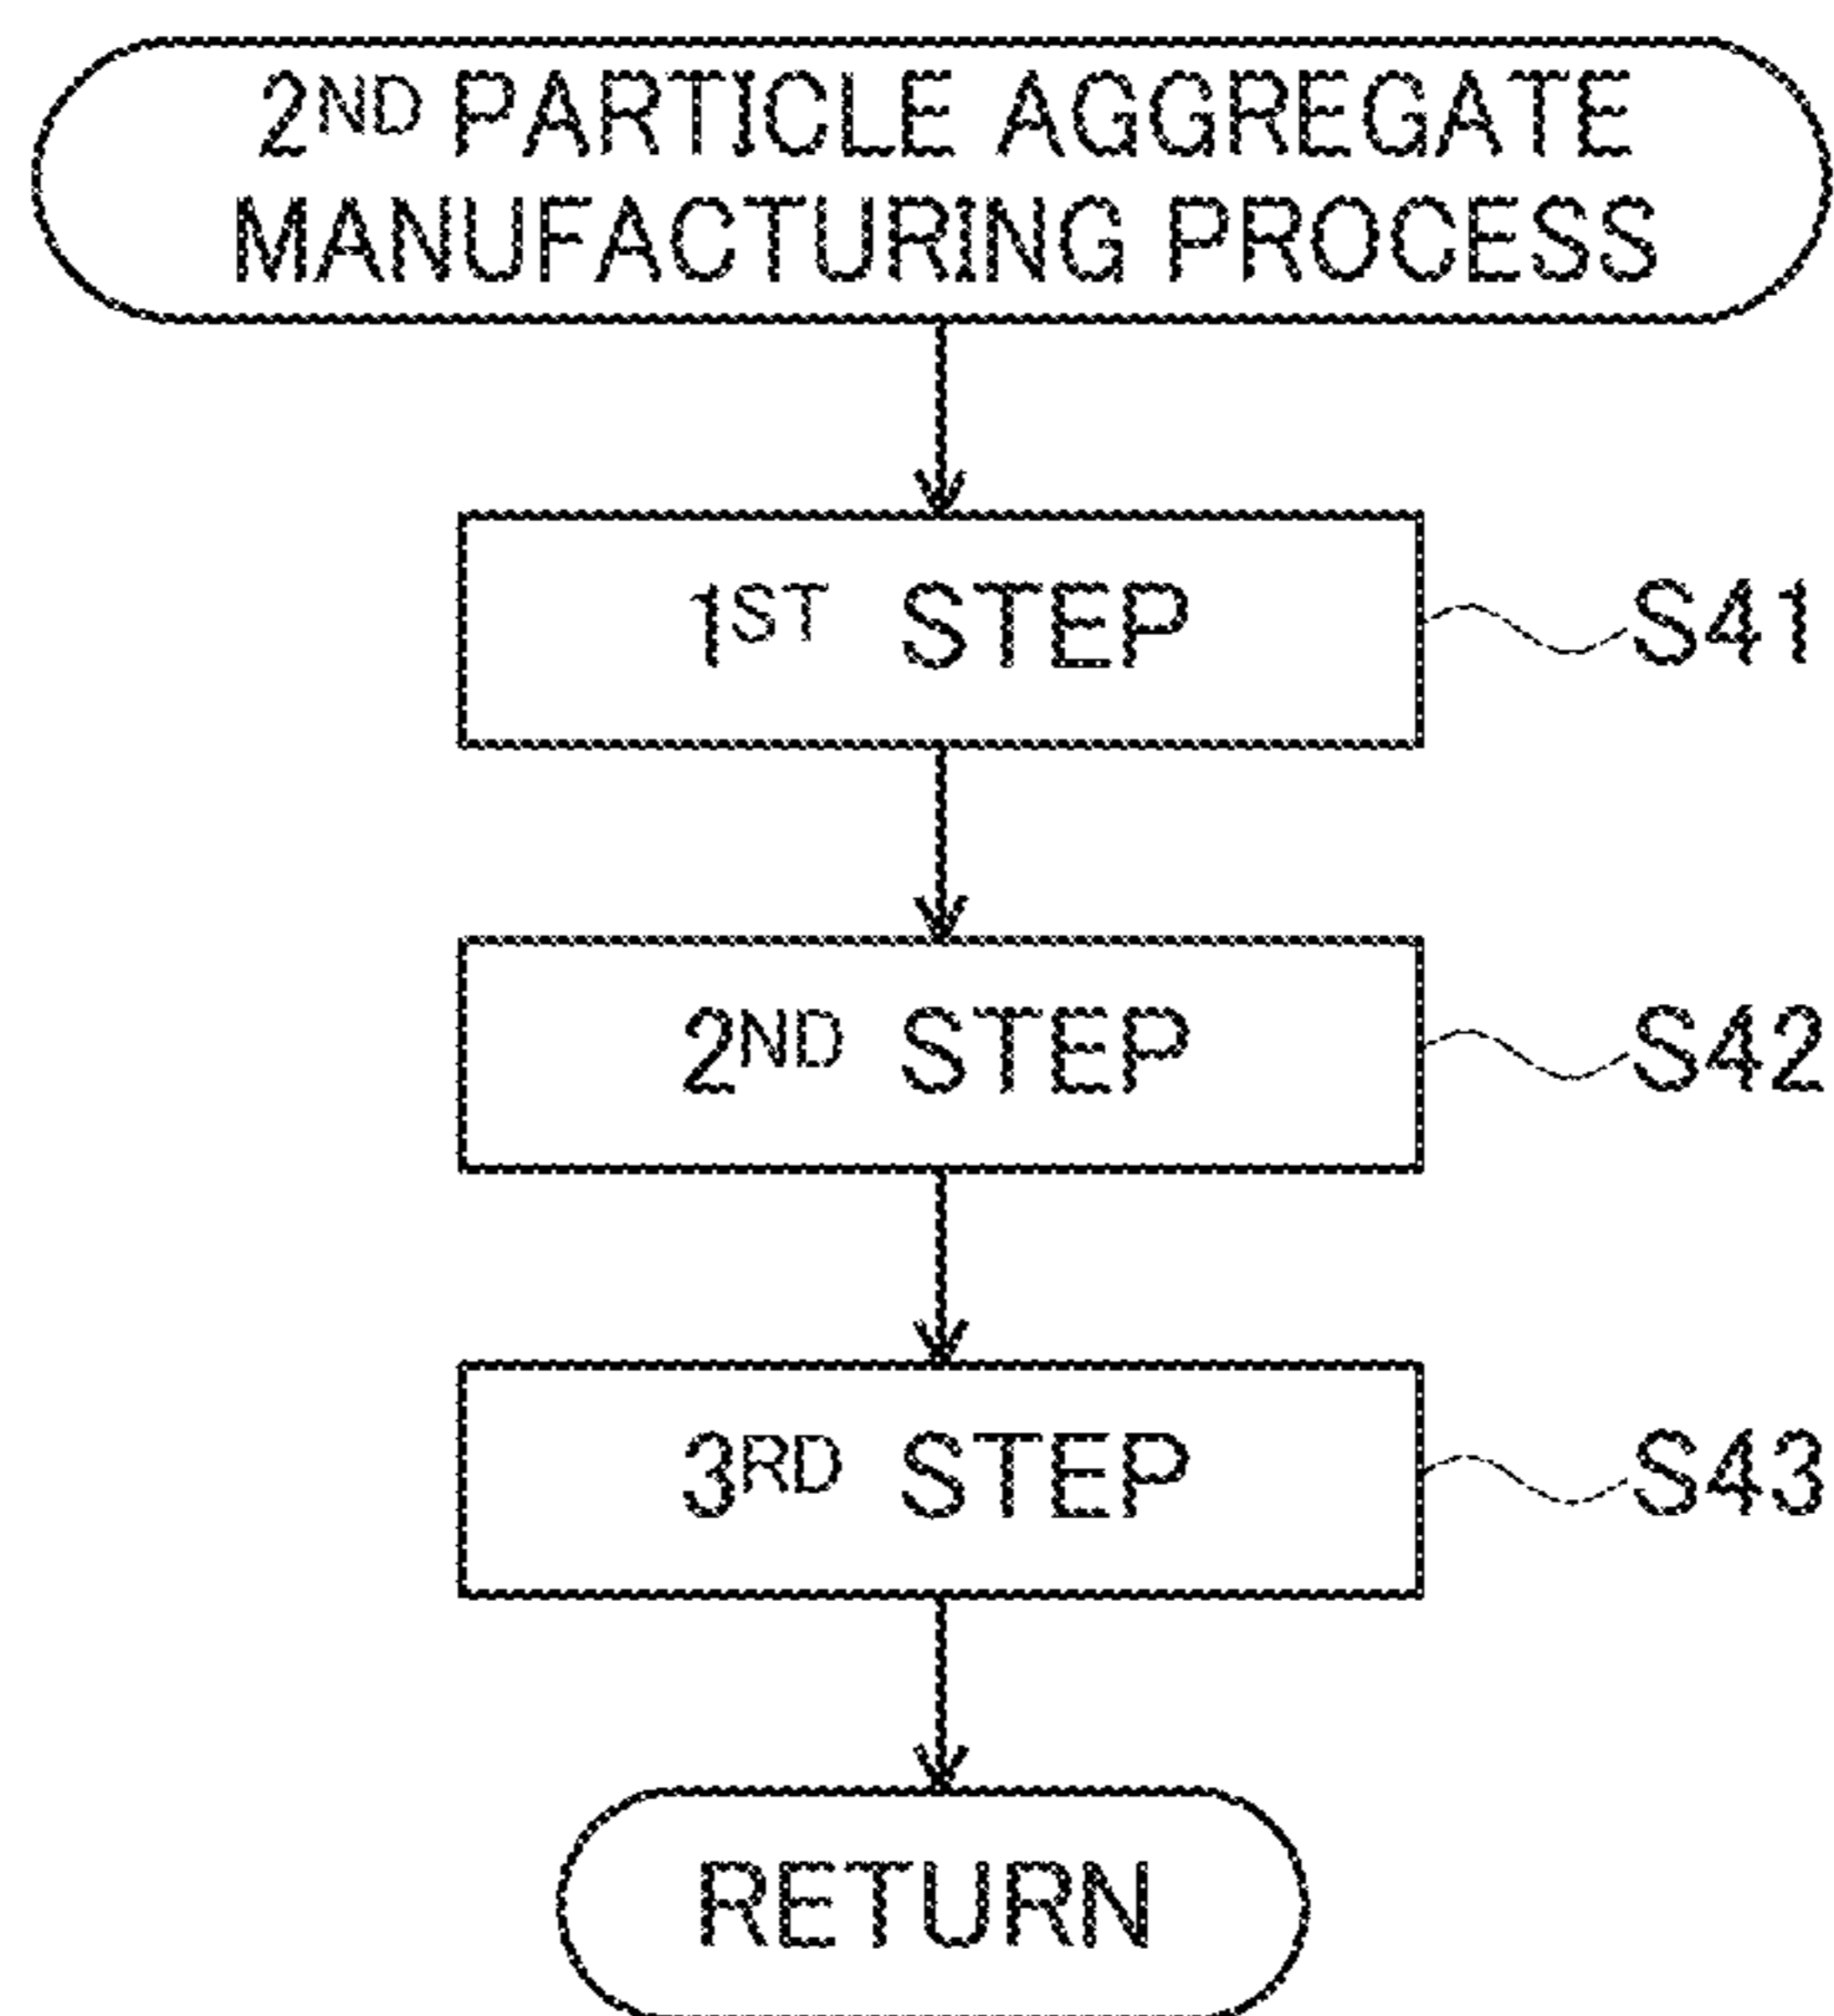 2ND PARTICLE AGGREGATE
MANUFACTURING PROCESS
1ST STEP
S41
2ND STEP
S42
3RD STEP
S43
RETURN